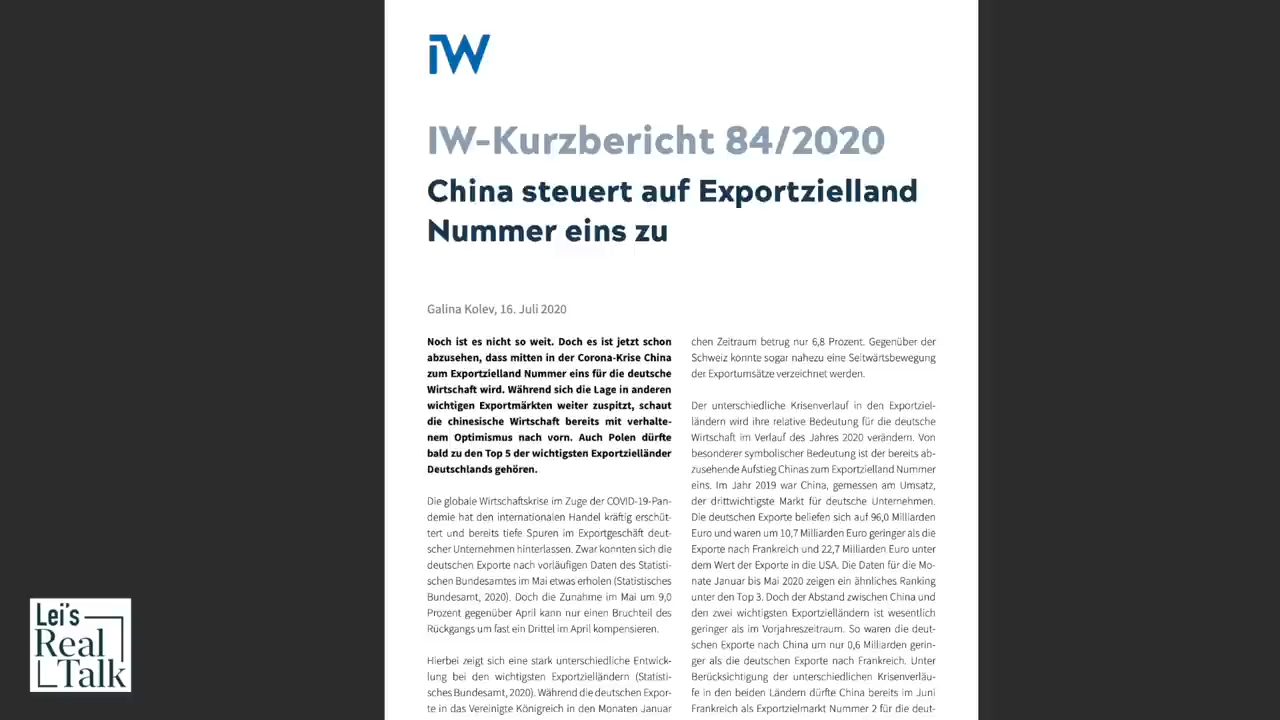 iW
IW-Kurzbericht 84/2020
China steuert auf Exportzielland
Nummer eins zu
Galina Kolev, 16. Juli 2020
Noch ist es nicht so weit. Doch es ist jetzt schon
abzusehen, dass mitten in der Corona-Krise China
zum Exportzielland Nummer eins für die deutsche
Wirtschaft wird. Während sich die Lage in anderen
wichtigen Exportmärkten weiter zuspitzt, schaut
die chinesische Wirtschaft bereits mit verhalte-
nem Optimismus nach vorn. Auch Polen dürfte
bald zu den Top 5 der wichtigsten Exportzielländer
Deutschlands gehören.
Die globale Wirtschaftskrise im Zuge der COVID-19-Pan-
demie hat den internationalen Handel kräftig erschüt-
tert und bereits tiefe Spuren im Exportgeschäft deut-
scher Unternehmen hinterlassen. Zwar konnten sich die
deutschen Exporte nach vorläufigen Daten des Statisti-
schen Bundesamtes im Mai etwas erholen (Statistisches
Bundesamt, 2020). Doch die Zunahme im Mai um 9,0
Prozent gegenüber April kann nur einen Bruchteil des
Rückgangs um fast ein Drittel im April kompensieren.
Hierbei zeigt sich eine stark unterschiedliche Entwick-
lung bei den wichtigsten Exportzielländern (Statisti-
sches Bundesamt, 2020). Während die deutschen Expor-
te in das Vereinigte Königreich in den Monaten Januar
chen Zeitraum betrug nur 6,8 Prozent. Gegenüber der
Schweiz konnte sogar nahezu eine Seitwärtsbewegung
der Exportumsätze verzeichnet werden.
Der unterschiedliche Krisenverlauf in den Exportziel-
ländern wird ihre relative Bedeutung für die deutsche
Wirtschaft im Verlauf des Jahres 2020 verändern. Von
besonderer symbolischer Bedeutung ist der bereits ab-
zusehende Aufstieg Chinas zum Exportzielland Nummer
eins. Im Jahr 2019 war China, gemessen am Umsatz,
der drittwichtigste Markt für deutsche Unternehmen.
Die deutschen Exporte beliefen sich auf 96,0 Milliarden
Euro und waren um 10,7 Milliarden Euro geringer als die
Exporte nach Frankreich und 22,7 Milliarden Euro unter
dem Wert der Exporte in die USA. Die Daten für die Mo-
nate Januar bis Mai 2020 zeigen ein ähnliches Ranking
unter den Top 3. Doch der Abstand zwischen China und
den zwei wichtigsten Exportzielländern ist wesentlich
geringer als im Vorjahreszeitraum. So waren die deut-
schen Exporte nach China um nur 0,6 Milliarden gerin-
ger als die deutschen Exporte nach Frankreich. Unter
Berücksichtigung der unterschiedlichen Krisenverläu-
fe in den beiden Ländern dürfte China bereits im Juni
Frankreich als Exportzielmarkt Nummer 2 für die deut-
Lei's
Real
Talk